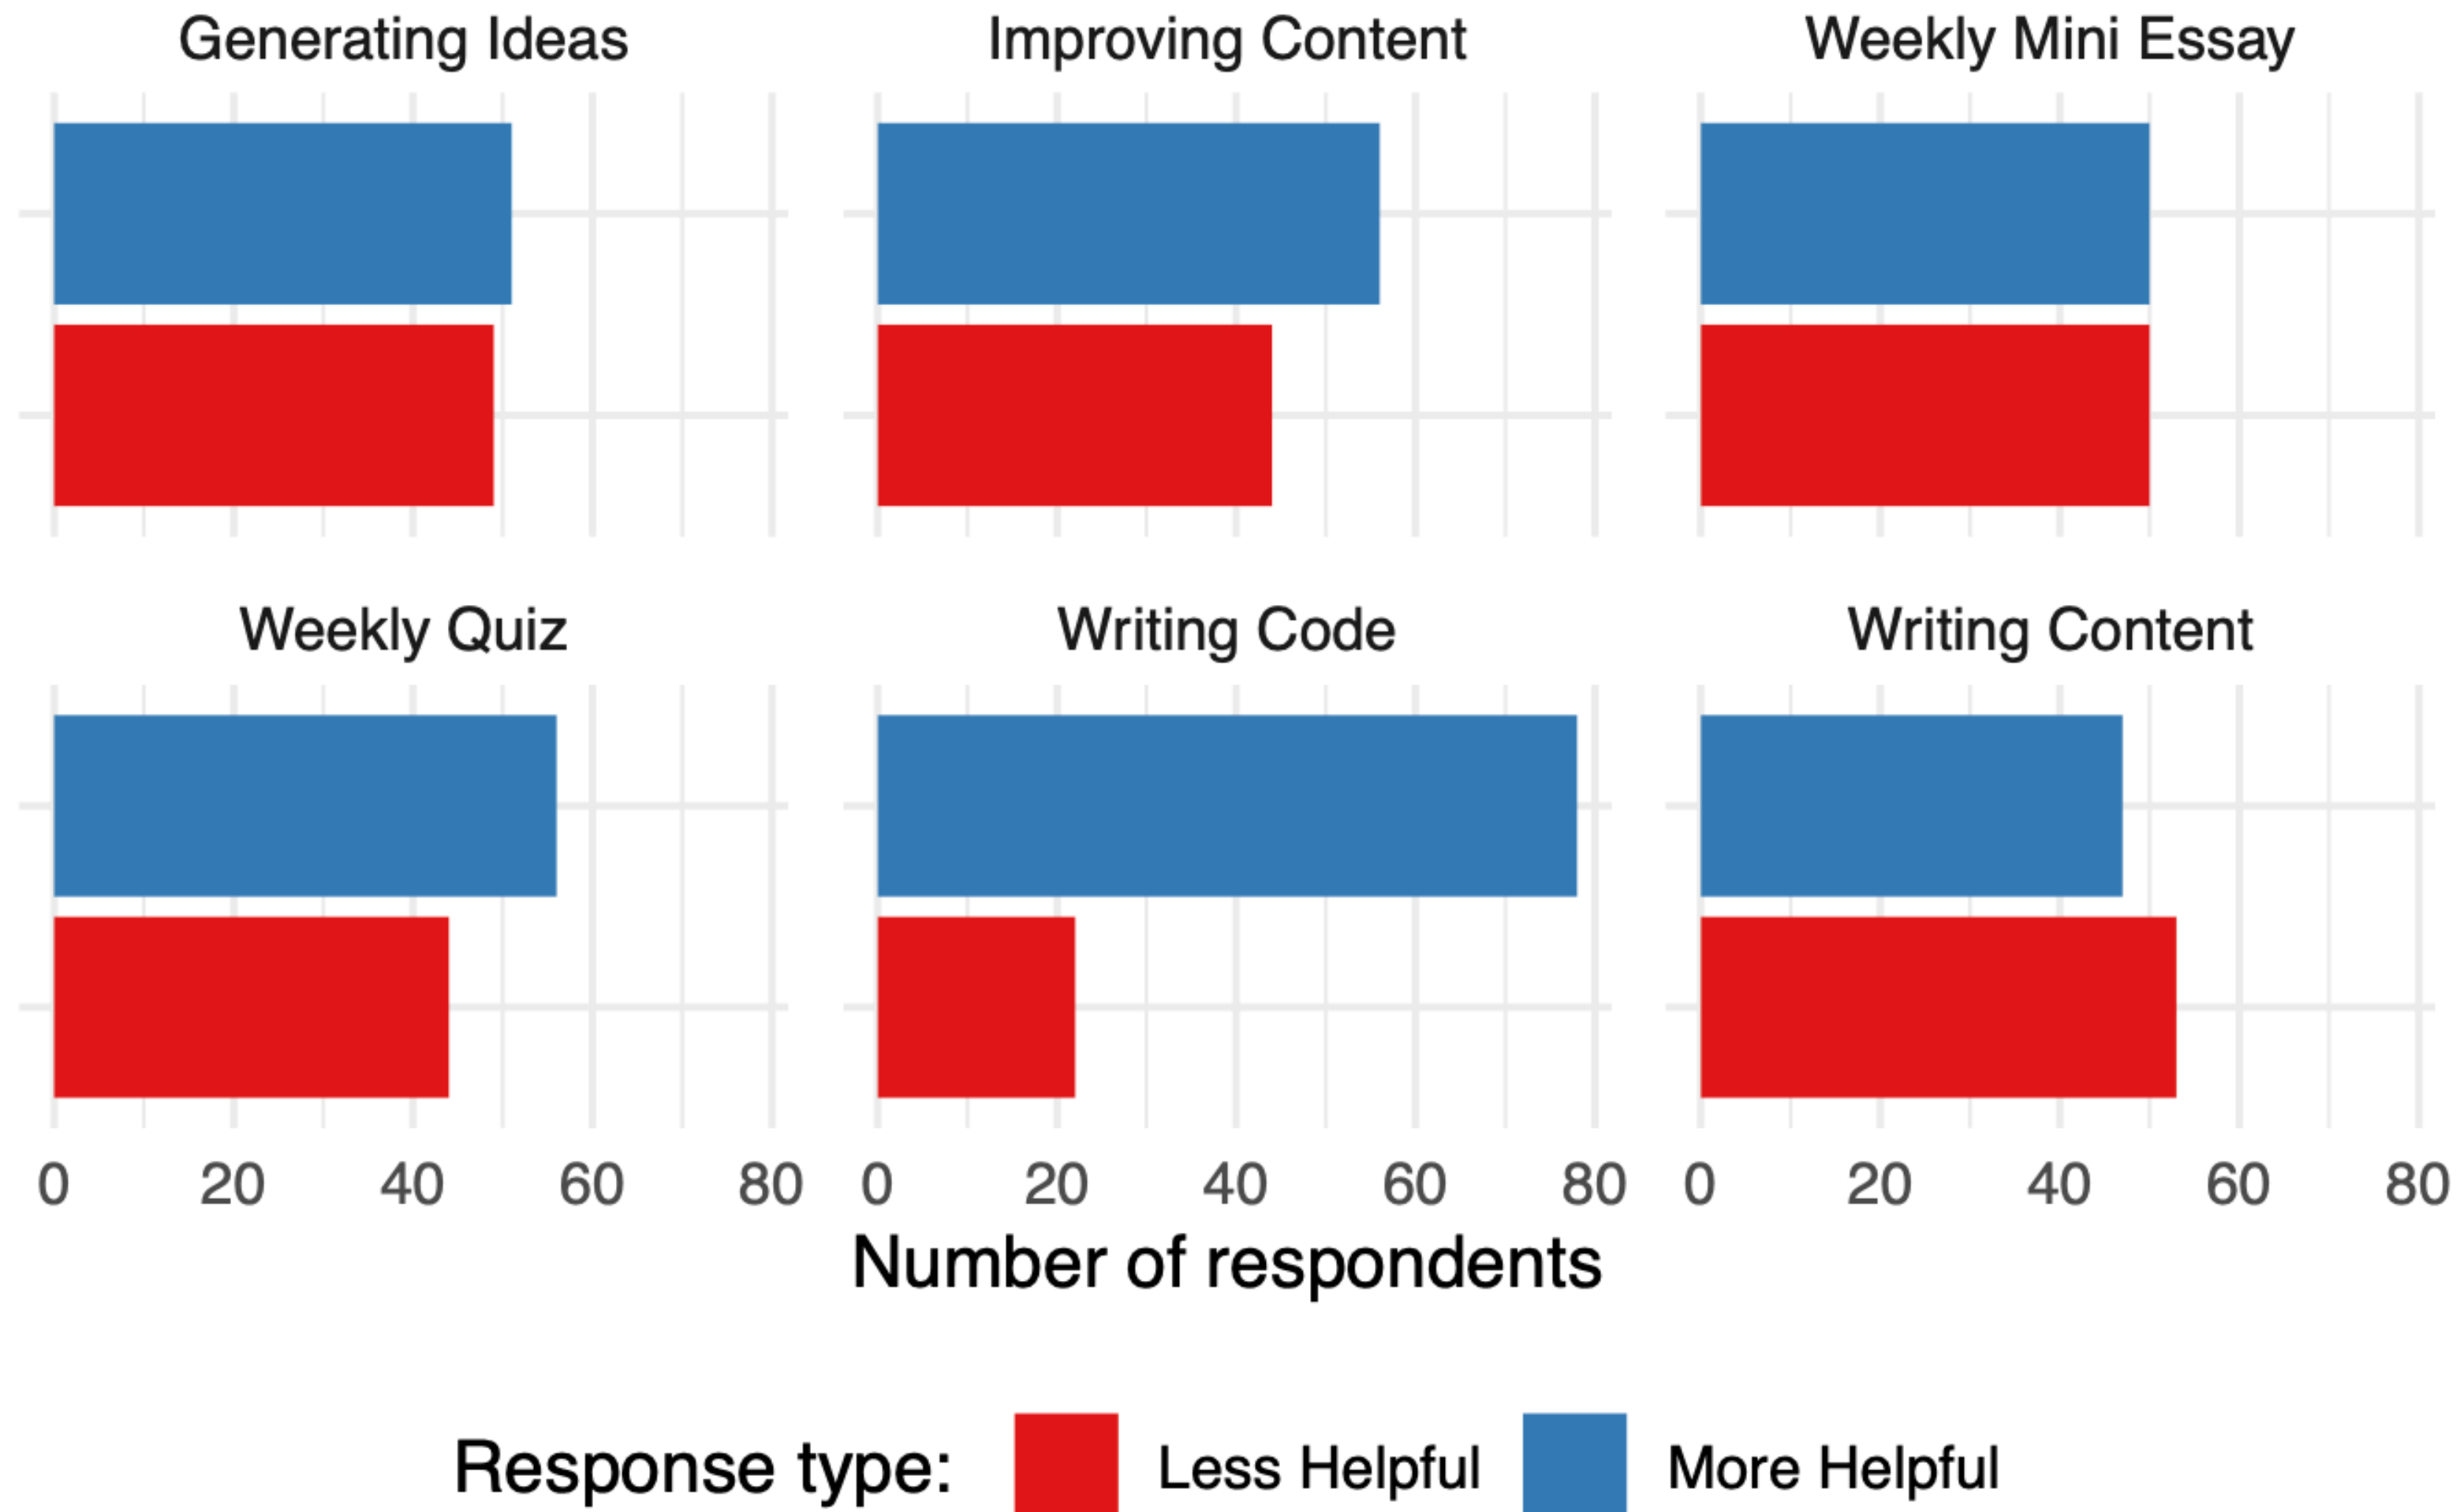 Generating Ideas
Improving Content
Weekly Mini Essay
Weekly Quiz
Writing Code
Writing Content
0 20 40 60 80 0 20 40 60 80 0 20 40 60 80
Number of respondents
Response type: Less Helpful More Helpful